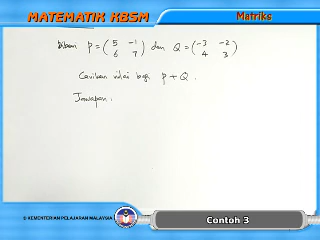 MATEMATIK KBSM
Matriks
Diberi P = ( 5 -1 ) dan Q = ( -3 -2 )
( 6 7 ) ( 4 3 )
Carikan nilai bagi P + Q .
Jawapan :
© KEMENTERIAN PELAJARAN MALAYSIA
Contoh 3